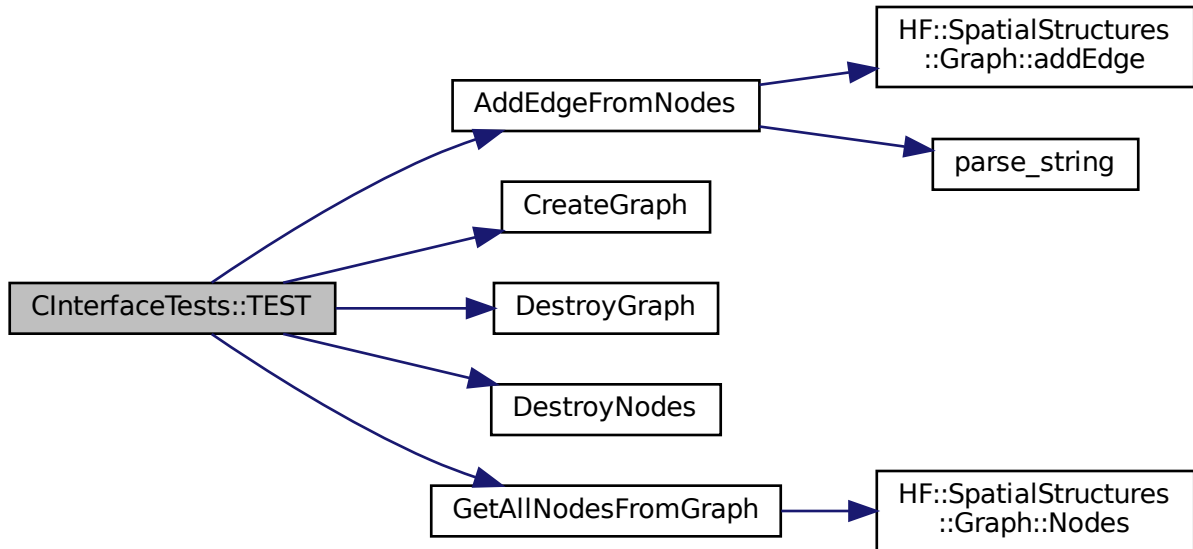 HF::SpatialStructures
::Graph::addEdge
AddEdgeFromNodes
parse_string
CreateGraph
CInterfaceTests::TEST
DestroyGraph
DestroyNodes
GetAllNodesFromGraph
HF::SpatialStructures
::Graph::Nodes